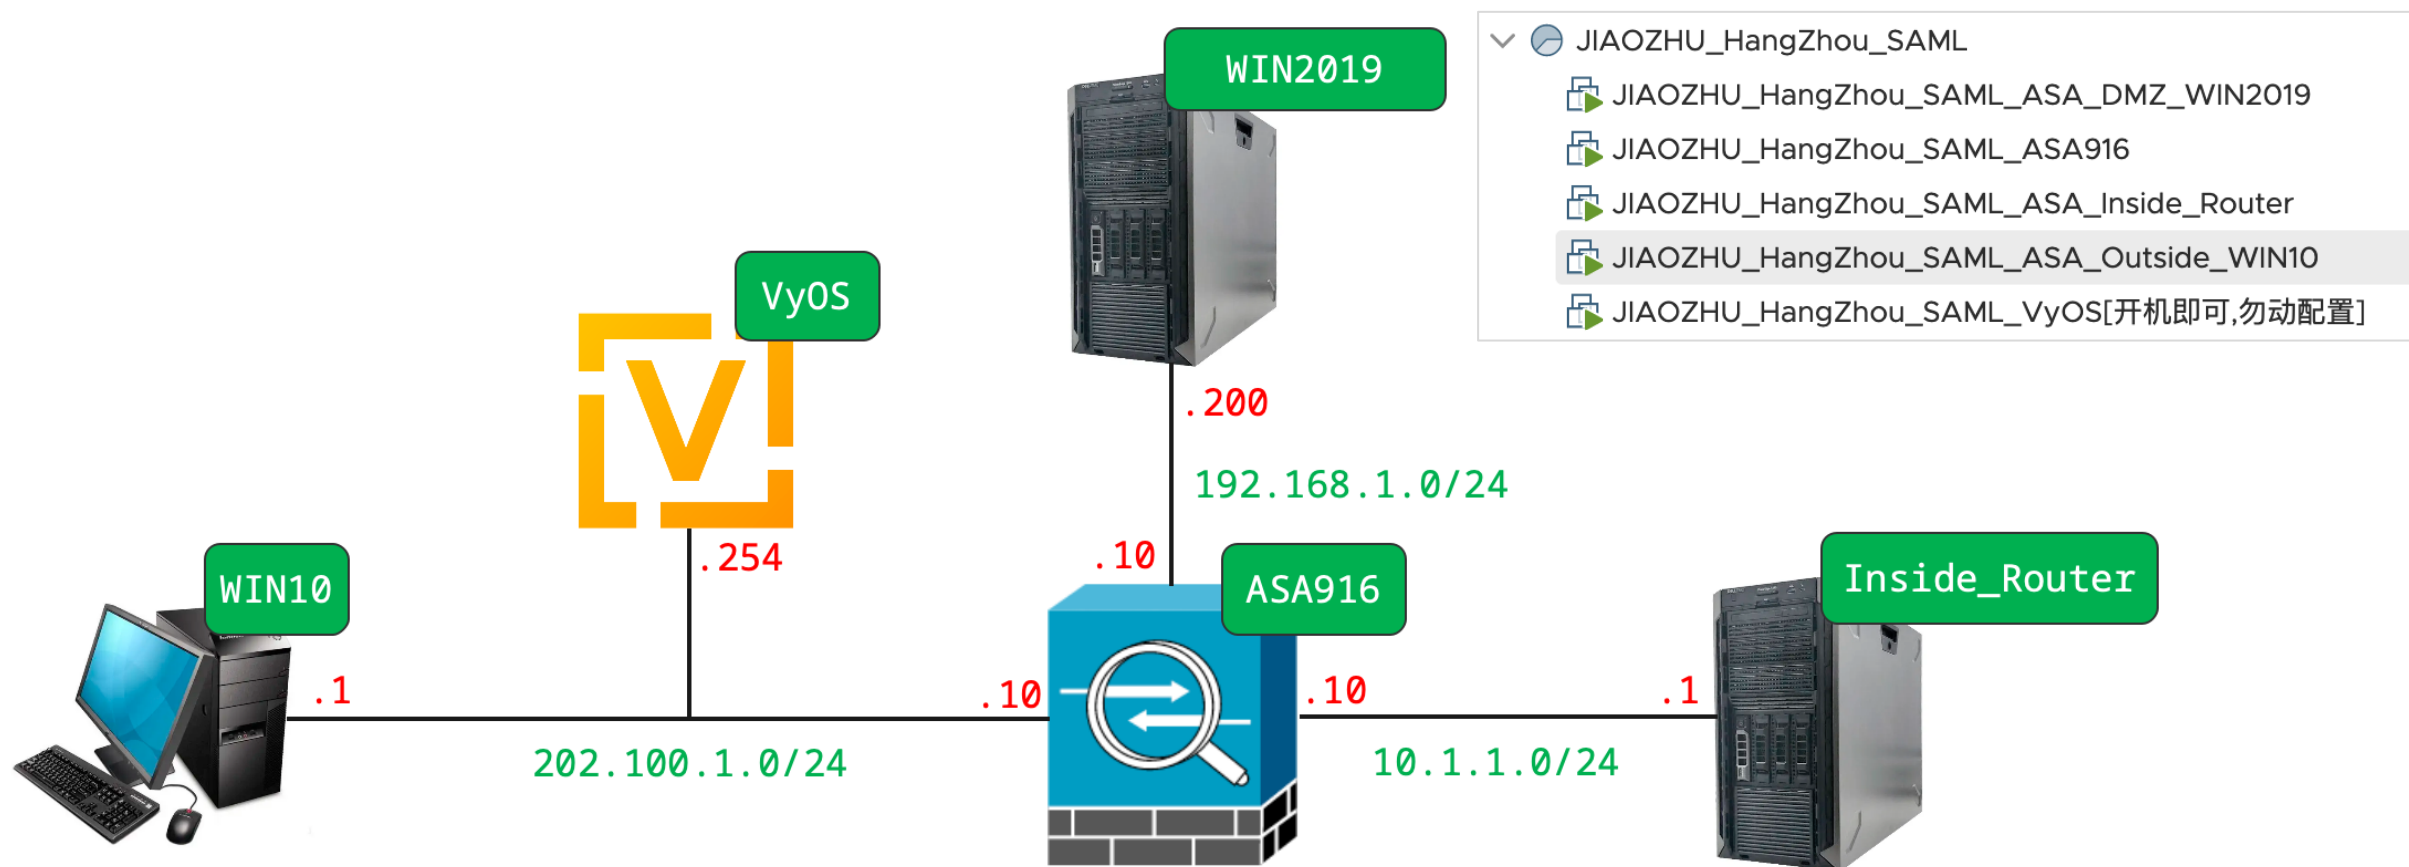 WIN2019
JIAOZHU_HangZhou_SAML
JIAOZHU_HangZhou_SAML_ASA_DMZ_WIN2019
JIAOZHU_HangZhou_SAML_ASA916
JIAOZHU_HangZhou_SAML_ASA_Inside_Router
JIAOZHU_HangZhou_SAML_ASA_Outside_WIN10
JIAOZHU_HangZhou_SAML_VyOS[开机即可,勿动配置]
VyOS
.200
192.168.1.0/24
.254
.10
WIN10
ASA916
Inside_Router
.1
.10
.10
.1
202.100.1.0/24
10.1.1.0/24